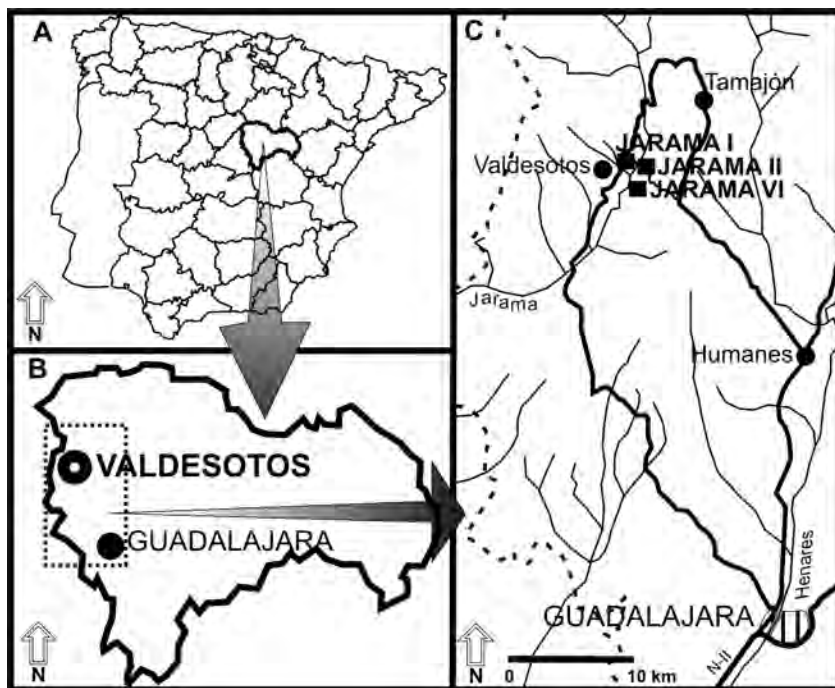 A
N
B
VALDESOTOS
GUADALAJARA
N
C
Tamajón
JARAMA I
Valdesotos
JARAMA II
JARAMA VI
Jarama
Humanes
Henares
GUADALAJARA
N-II
N
0
10 km